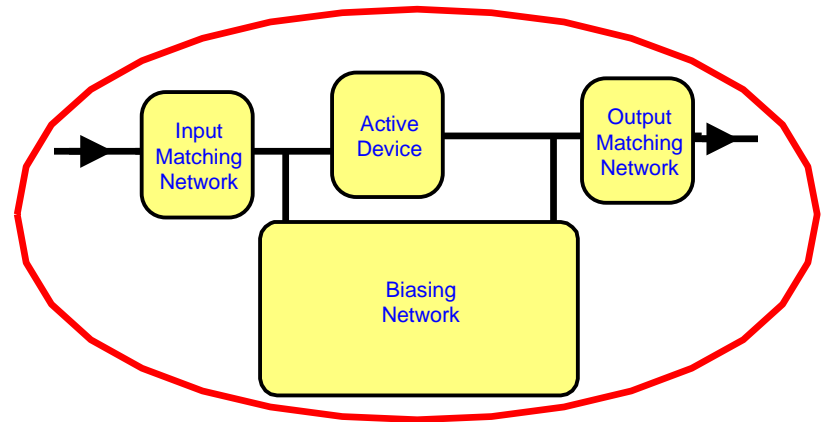 Input
Matching
Network
Active
Device
Output
Matching
Network
Biasing
Network